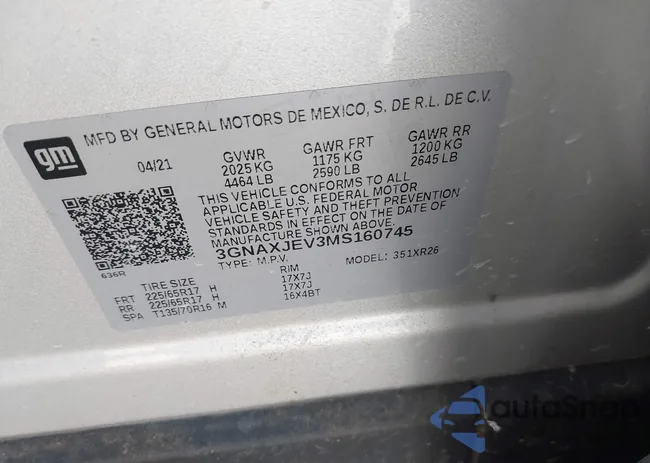 MFD BY GENERAL MOTORS DE MEXICO, S. DE R.L. DE C.V.
gm
04/21 GVWR GAWR FRT GAWR RR
2025 KG 1175 KG 1200 KG
4464 LB 2590 LB 2645 LB
THIS VEHICLE CONFORMS TO ALL
APPLICABLE U.S. FEDERAL MOTOR
VEHICLE SAFETY AND THEFT PREVENTION
STANDARDS IN EFFECT ON THE DATE OF
MANUFACTURE SHOWN ABOVE.
3GNAXJEV3MS160745
TYPE: M.P.V. MODEL: 351XR26
636R
TIRE SIZE RIM
FRT 225/65R17 H 17X7J
RR 225/65R17 H 17X7J
SPA T135/70R16 M 16X4BT
autoSnap